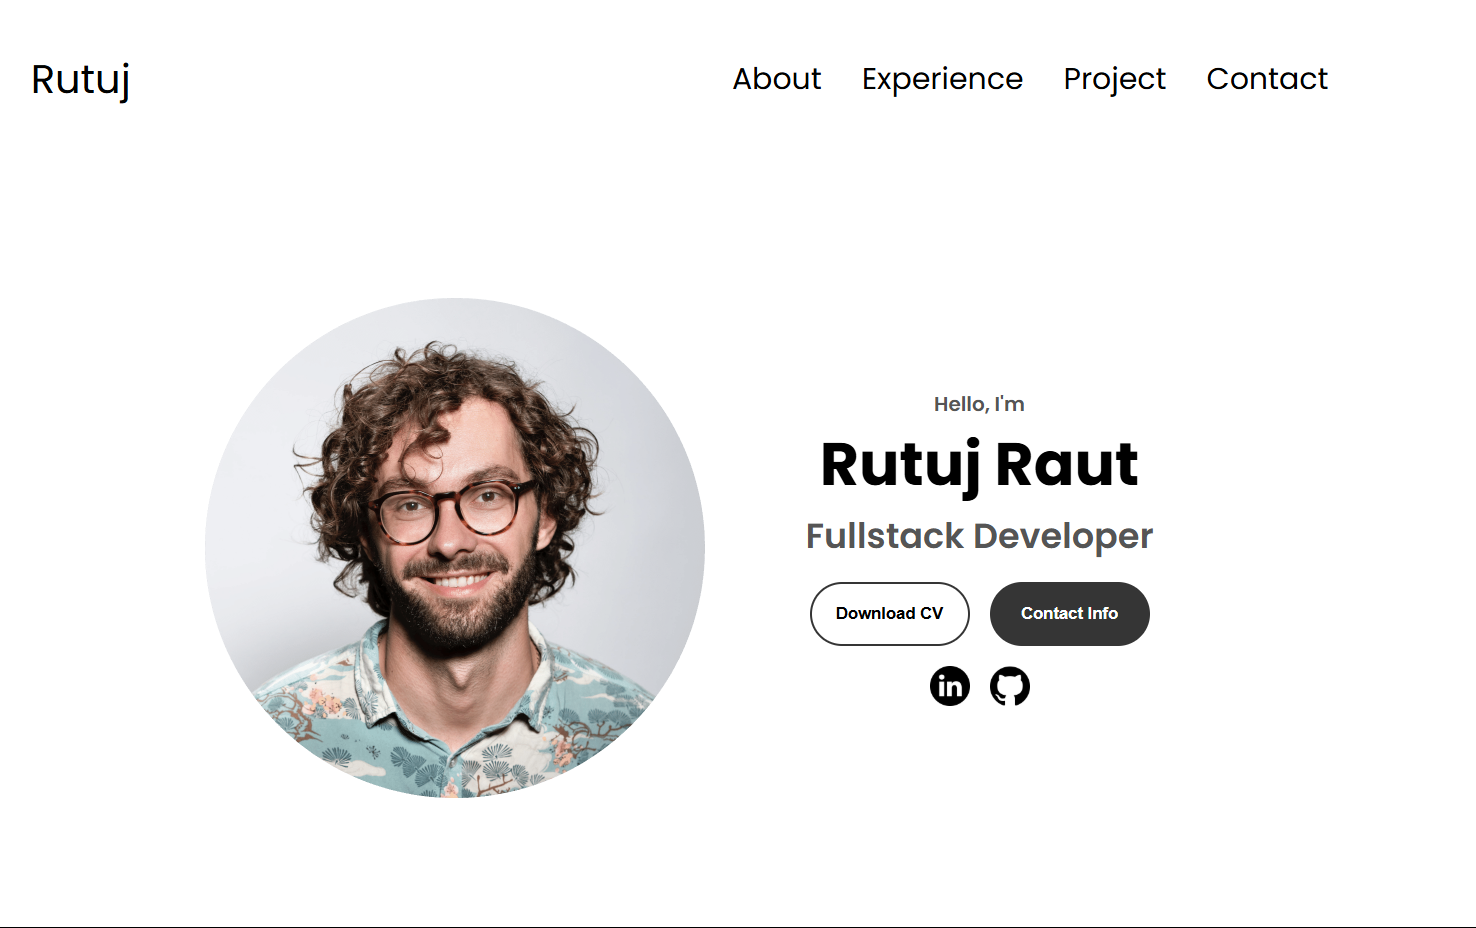 Rutuj
About Experience Project Contact
Hello, I'm
Rutuj Raut
Fullstack Developer
Download CV Contact Info
in